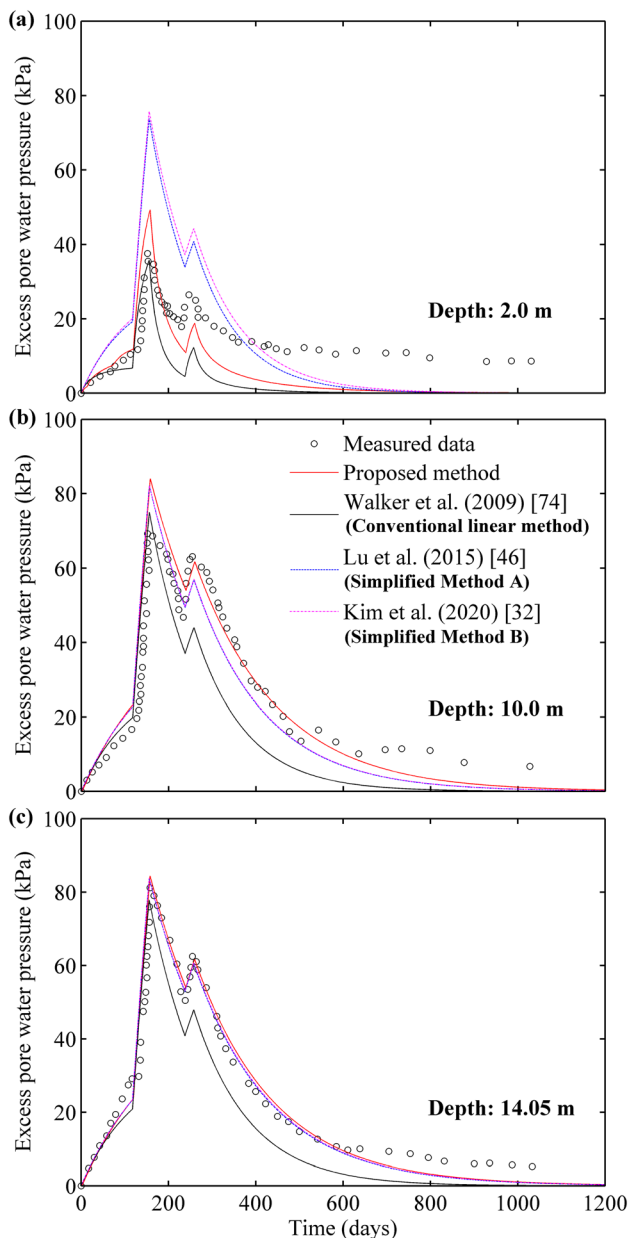 (a)
100
80
60
40
20
0
Excess pore water pressure (kPa)
Depth: 2.0 m
(b)
100
80
60
40
20
0
Excess pore water pressure (kPa)
Measured data
Proposed method
Walker et al. (2009) [74]
(Conventional linear method)
Lu et al. (2015) [46]
(Simplified Method A)
Kim et al. (2020) [32]
(Simplified Method B)
Depth: 10.0 m
(c)
100
80
60
40
20
0
Excess pore water pressure (kPa)
Depth: 14.05 m
0 200 400 600 800 1000 1200
Time (days)